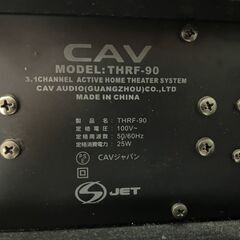 CAV
MODEL:THRF-90
3.1CHANNEL ACTIVE HOME THEATER SYSTEM
CAV AUDIO(GUANGZHOU)CO.,LTD
MADE IN CHINA
製品名: THRF-90
定格電圧: 100V~
定格周波数: 50/60Hz
定格消費電力: 25W
PSE
CAVジャパン
S JET